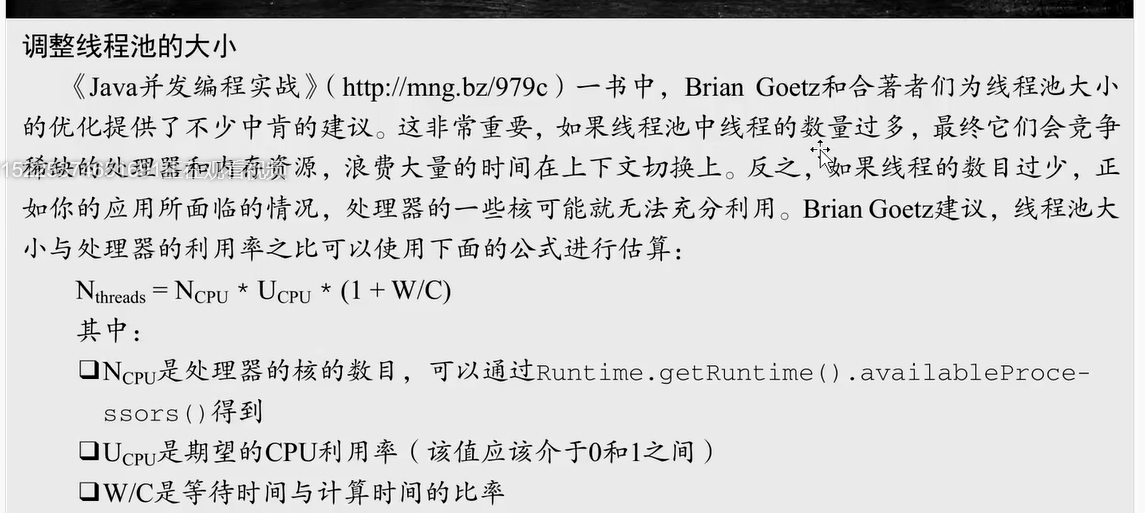 调整线程池的大小
《Java并发编程实战》（http://mng.bz/979c）一书中，Brian Goetz和合著者们为线程池大小
的优化提供了不少中肯的建议。这非常重要，如果线程池中线程的数量过多，最终它们会竞争
稀缺的处理器和内存资源，浪费大量的时间在上下文切换上。反之，如果线程的数目过少，正
如你的应用所面临的情况，处理器的一些核可能就无法充分利用。Brian Goetz建议，线程池大
小与处理器的利用率之比可以使用下面的公式进行估算：
Nthreads = NCPU * UCPU * (1 + W/C)
其中：
❑NCPU是处理器的核的数目，可以通过Runtime.getRuntime().availableProce-
ssors()得到
❑UCPU是期望的CPU利用率（该值应该介于0和1之间）
❑W/C是等待时间与计算时间的比率